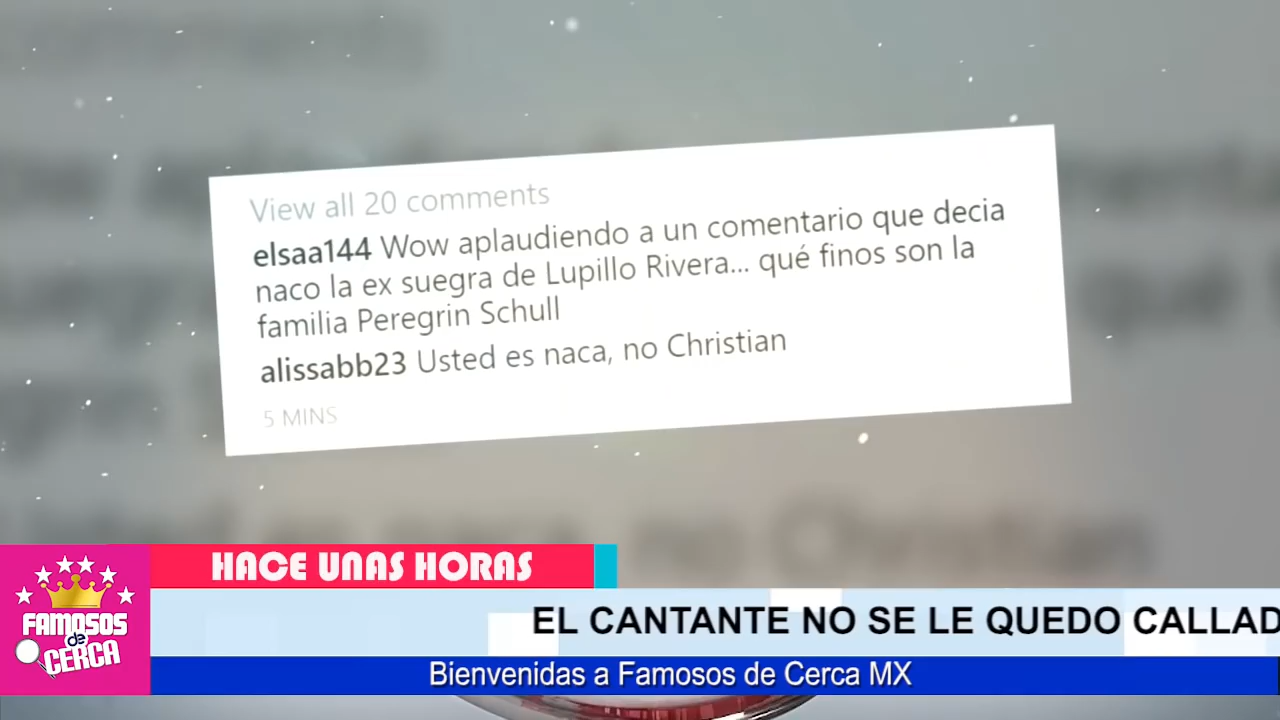 View all 20 comments
elsaa144 Wow aplaudiendo a un comentario que decia
naco la ex suegra de Lupillo Rivera... qué finos son la
familia Peregrin Schull
alissabb23 Usted es naca, no Christian
5 MINS
HACE UNAS HORAS
FAMOSOS
de
CERCA
EL CANTANTE NO SE LE QUEDO CALLAD
Bienvenidas a Famosos de Cerca MX